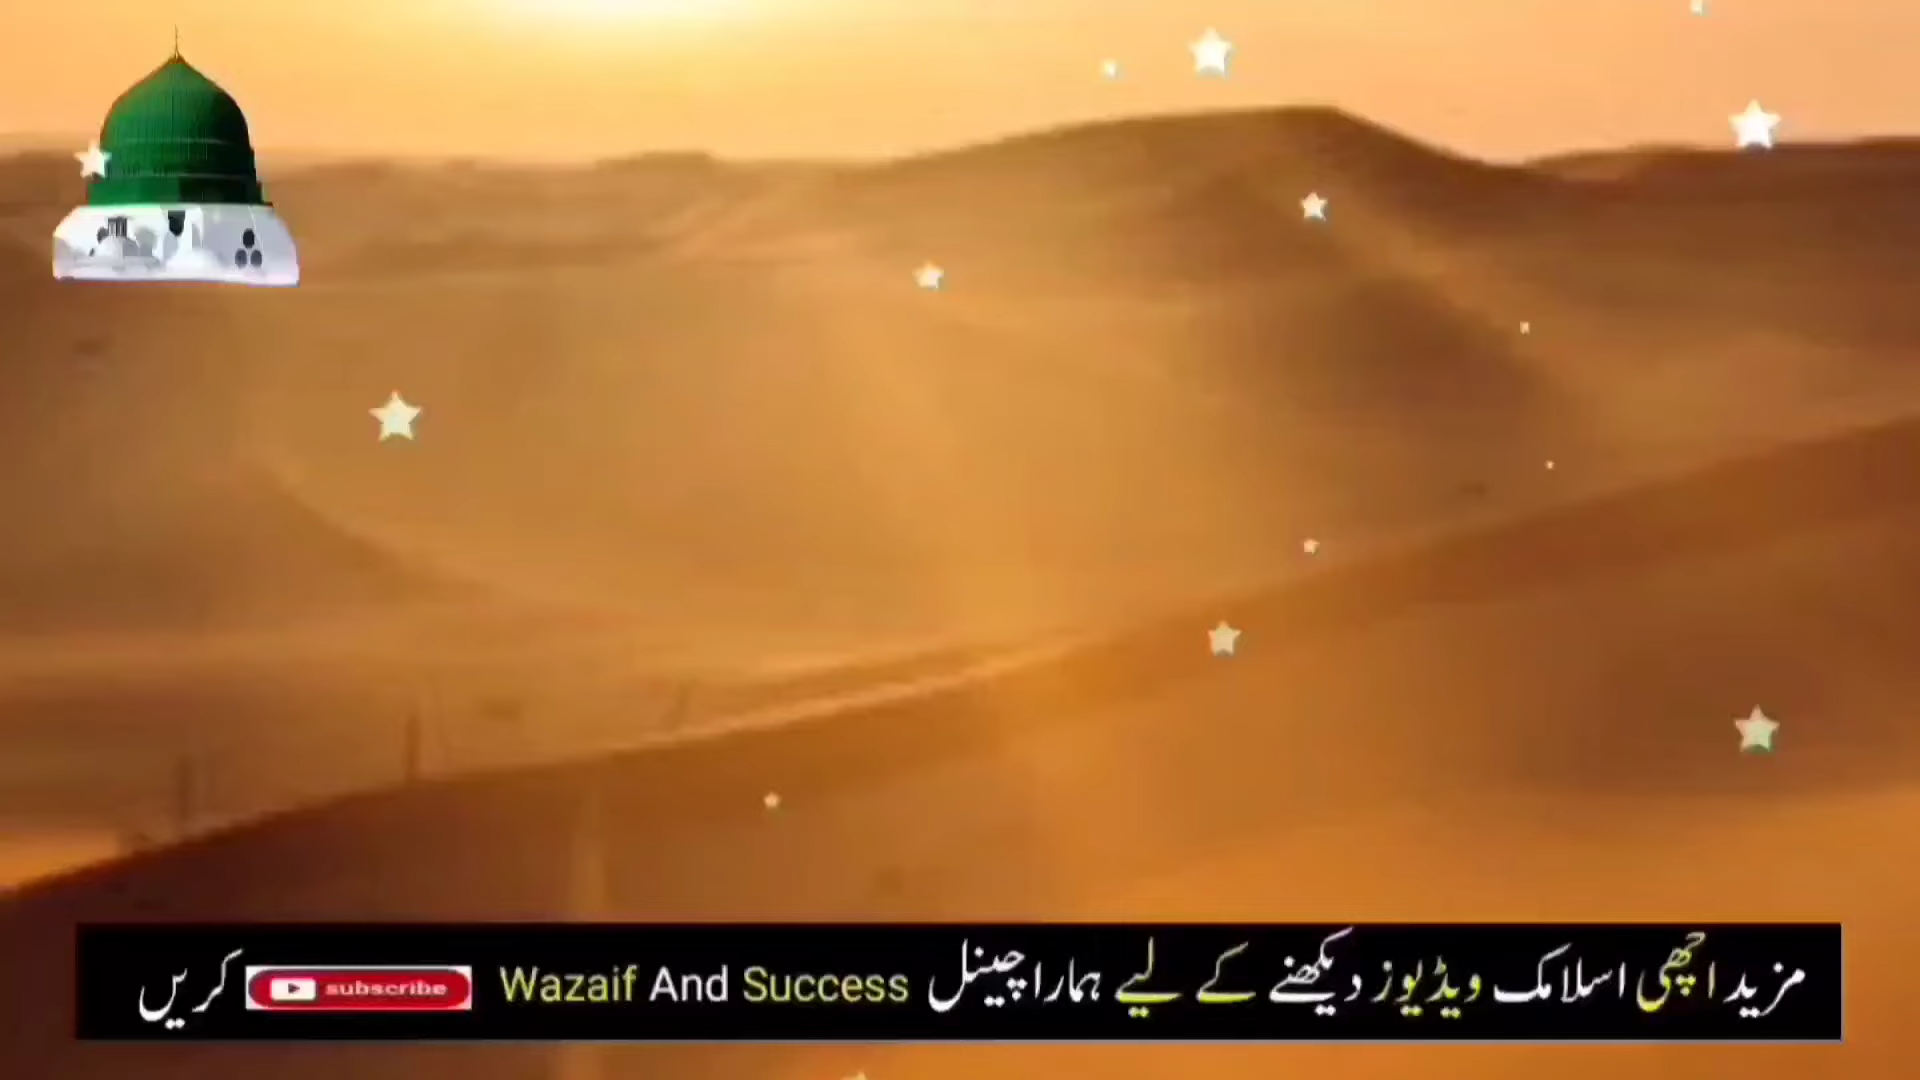 مزید اچھی اسلامک ویڈیوز دیکھنے کے لیے ہمارا چینل Wazaif And Success subscribe کریں